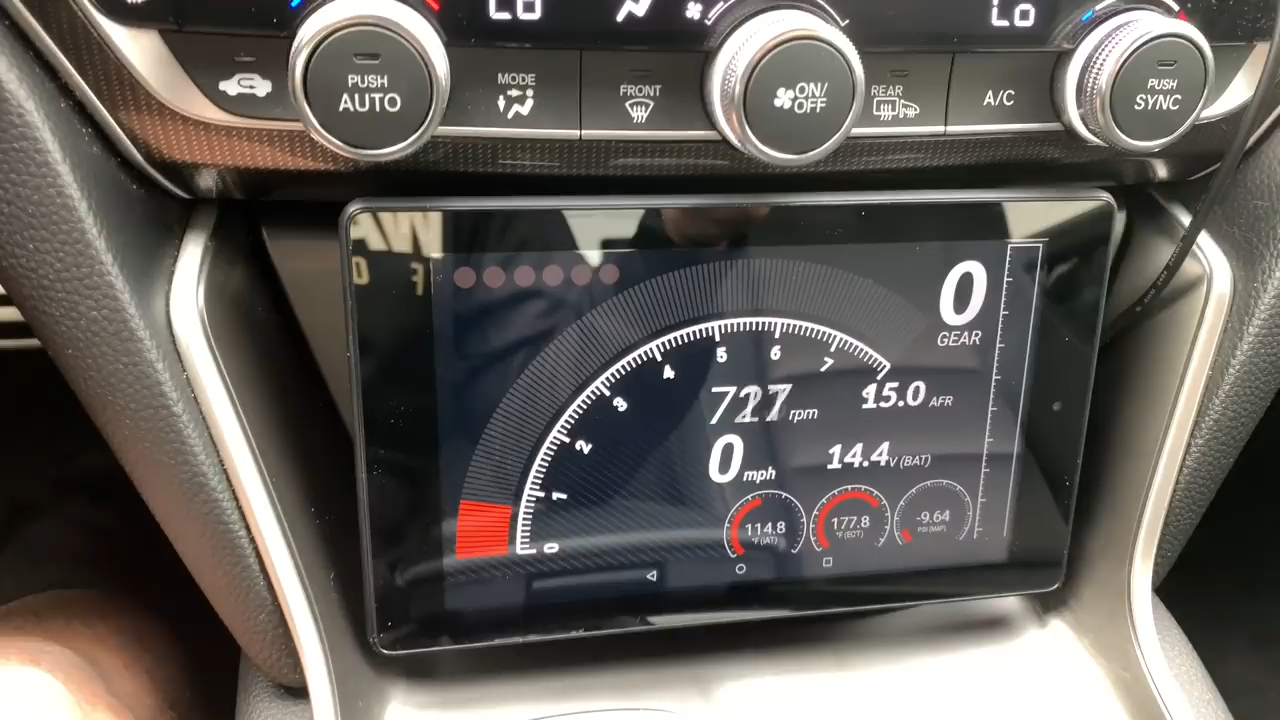 LO
LO
PUSH
AUTO
MODE
FRONT
ON/
OFF
REAR
A/C
PUSH
SYNC
0
GEAR
0 1 2 3 4 5 6 7
727 rpm
15.0 AFR
0 mph
14.4 V (BAT)
114.8
°F (IAT)
177.8
°F (ECT)
-9.64
PSI (MAP)